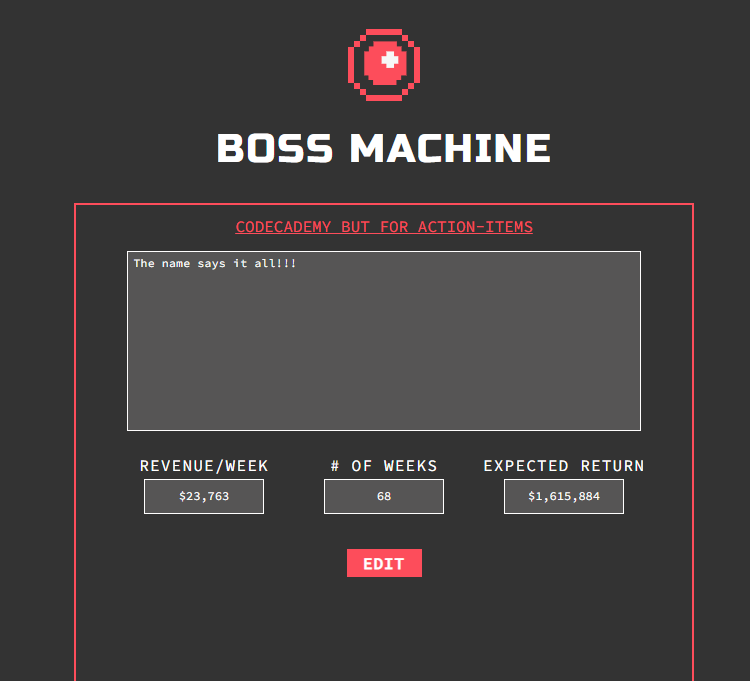 BOSS MACHINE
CODECADEMY BUT FOR ACTION-ITEMS
The name says it all!!!
REVENUE/WEEK # OF WEEKS EXPECTED RETURN
$23,763 68 $1,615,884
EDIT